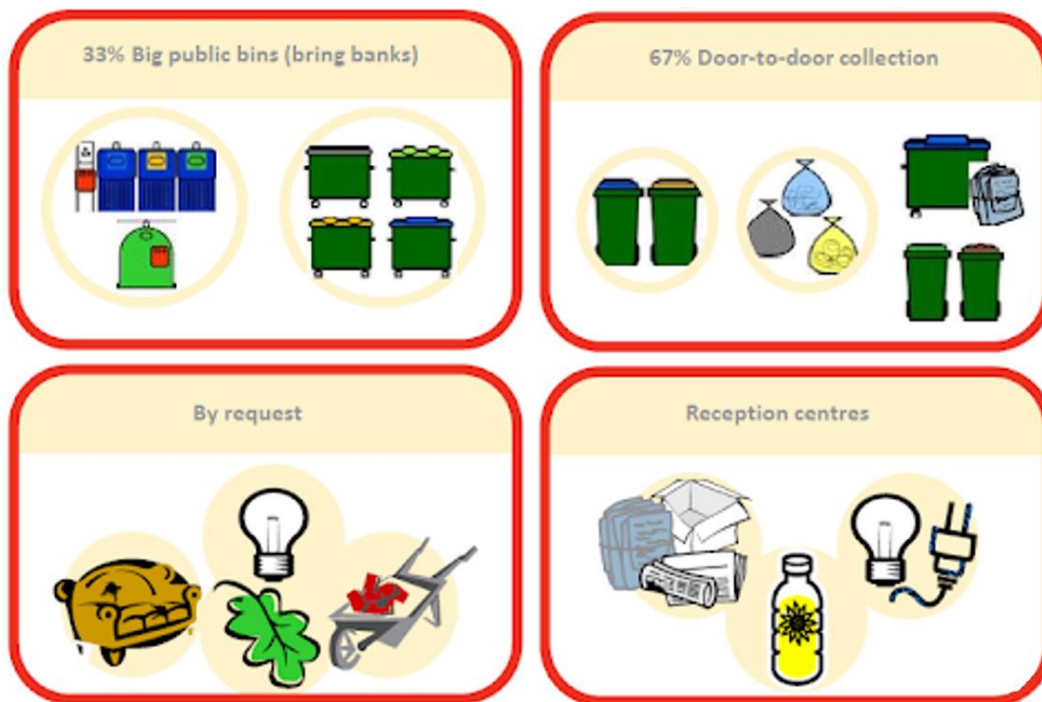 33% Big public bins (bring banks)
67% Door-to-door collection
By request
Reception centres